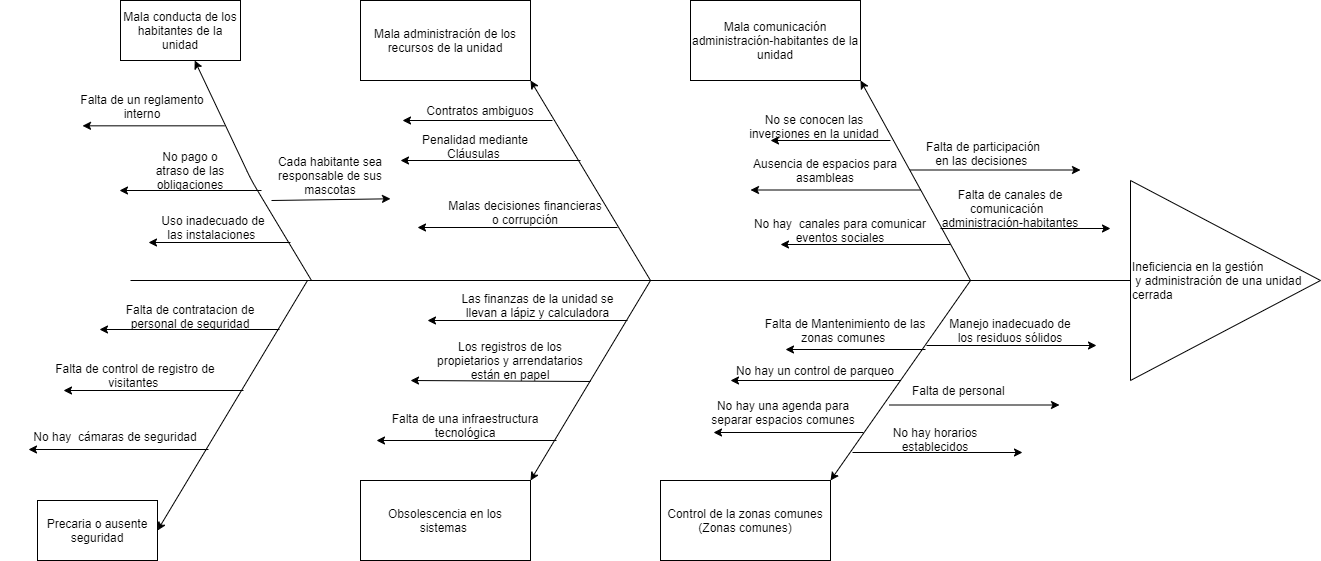 Mala conducta de los
habitantes de la
unidad
Mala administración de los
recursos de la unidad
Mala comunicación
administración-habitantes de la
unidad
Falta de un reglamento
interno
No pago o
atraso de las
obligaciones
Cada habitante sea
responsable de sus
mascotas
Uso inadecuado de
las instalaciones
Contratos ambiguos
Penalidad mediante
Cláusulas
Malas decisiones financieras
o corrupción
No se conocen las
inversiones en la unidad
Ausencia de espacios para
asambleas
No hay  canales para comunicar
eventos sociales
Falta de participación
en las decisiones
Falta de canales de
comunicación
administración-habitantes
Ineficiencia en la gestión
y administración de una unidad
cerrada
Falta de contratacion de
personal de seguridad
Falta de control de registro de
visitantes
No hay  cámaras de seguridad
Precaria o ausente
seguridad
Las finanzas de la unidad se
llevan a lápiz y calculadora
Los registros de los
propietarios y arrendatarios
están en papel
Falta de una infraestructura
tecnológica
Obsolescencia en los
sistemas
Falta de Mantenimiento de las
zonas comunes
No hay un control de parqueo
No hay una agenda para
separar espacios comunes
Manejo inadecuado de
los residuos sólidos
Falta de personal
No hay horarios
establecidos
Control de la zonas comunes
(Zonas comunes)